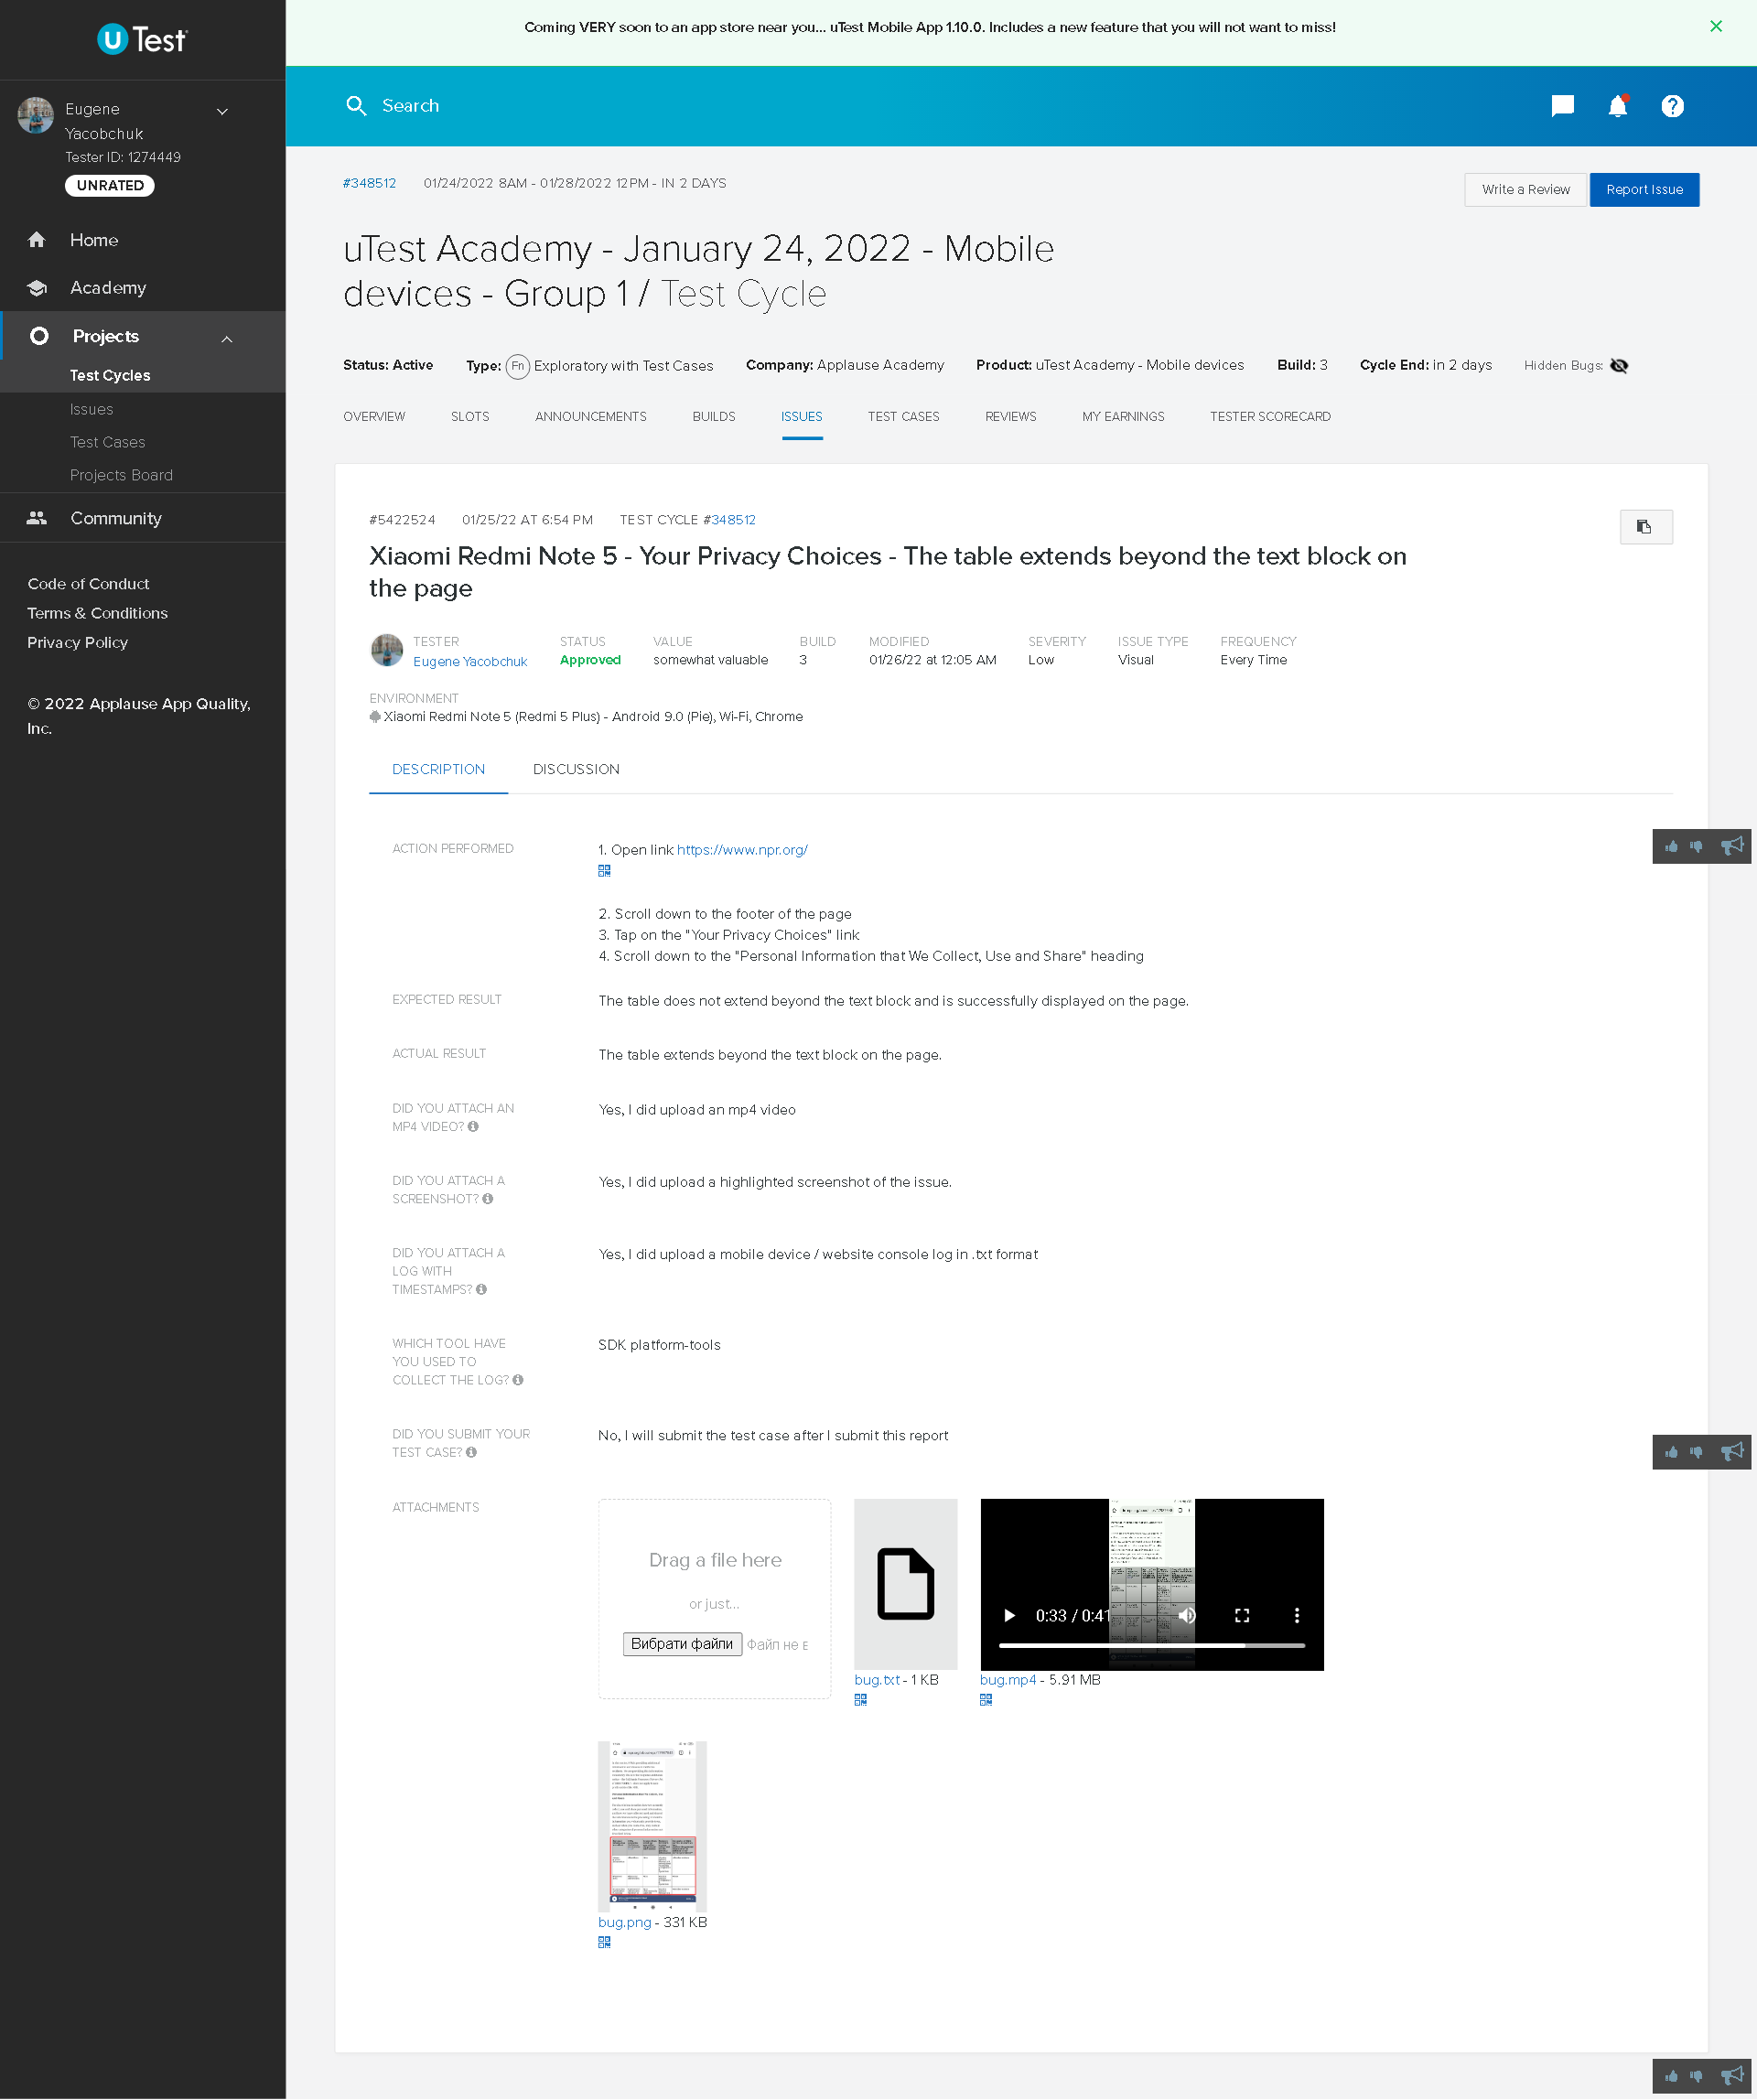 Coming VERY soon to an app store near you... uTest Mobile App 1.10.0. Includes a new feature that you will not want to miss!
u Test
Search
Eugene
Yacobchuk
Tester ID: 1274449
UNRATED
Home
Academy
Projects
Test Cycles
Issues
Test Cases
Projects Board
Community
Code of Conduct
Terms & Conditions
Privacy Policy
© 2022 Applause App Quality,
Inc.
#348512 01/24/2022 8AM - 01/28/2022 12PM - IN 2 DAYS
Write a Review Report Issue
uTest Academy - January 24, 2022 - Mobile
devices - Group 1 / Test Cycle
Status: Active Type: Fn Exploratory with Test Cases Company: Applause Academy Product: uTest Academy - Mobile devices Build: 3 Cycle End: in 2 days Hidden Bugs:
OVERVIEW SLOTS ANNOUNCEMENTS BUILDS ISSUES TEST CASES REVIEWS MY EARNINGS TESTER SCORECARD
#5422524 01/25/22 AT 6:54 PM TEST CYCLE #348512
Xiaomi Redmi Note 5 - Your Privacy Choices - The table extends beyond the text block on
the page
TESTER STATUS VALUE BUILD MODIFIED SEVERITY ISSUE TYPE FREQUENCY
Eugene Yacobchuk Approved somewhat valuable 3 01/26/22 at 12:05 AM Low Visual Every Time
ENVIRONMENT
Xiaomi Redmi Note 5 (Redmi 5 Plus) - Android 9.0 (Pie), Wi-Fi, Chrome
DESCRIPTION DISCUSSION
ACTION PERFORMED
1. Open link https://www.npr.org/
2. Scroll down to the footer of the page
3. Tap on the "Your Privacy Choices" link
4. Scroll down to the "Personal Information that We Collect, Use and Share" heading
EXPECTED RESULT
The table does not extend beyond the text block and is successfully displayed on the page.
ACTUAL RESULT
The table extends beyond the text block on the page.
DID YOU ATTACH AN
MP4 VIDEO?
Yes, I did upload an mp4 video
DID YOU ATTACH A
SCREENSHOT?
Yes, I did upload a highlighted screenshot of the issue.
DID YOU ATTACH A
LOG WITH
TIMESTAMPS?
Yes, I did upload a mobile device / website console log in .txt format
WHICH TOOL HAVE
YOU USED TO
COLLECT THE LOG?
SDK platform-tools
DID YOU SUBMIT YOUR
TEST CASE?
No, I will submit the test case after I submit this report
ATTACHMENTS
Drag a file here
or just...
Вибрати файли Файл не в
0:33 / 0:41
bug.txt - 1 KB
bug.mp4 - 5.91 MB
bug.png - 331 KB